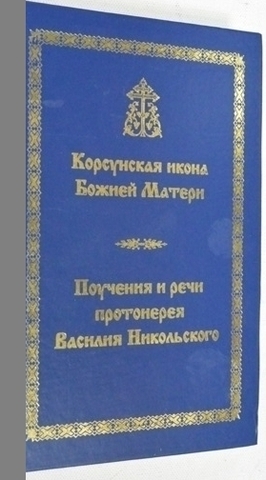 Корсунская икона
Божией Матери
Поучения и речи
протоиерея
Василия Никольского